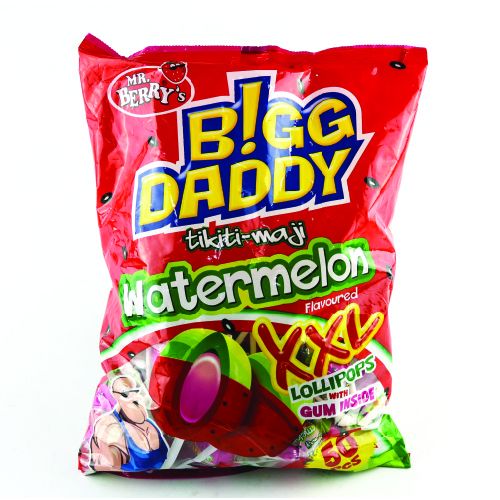 MR.
BERRY's
B!GG
DADDY
tikiti-maji
Watermelon
Flavoured
XXL
LOLLIPOPS
WITH
GUM INSIDE
50
PCS